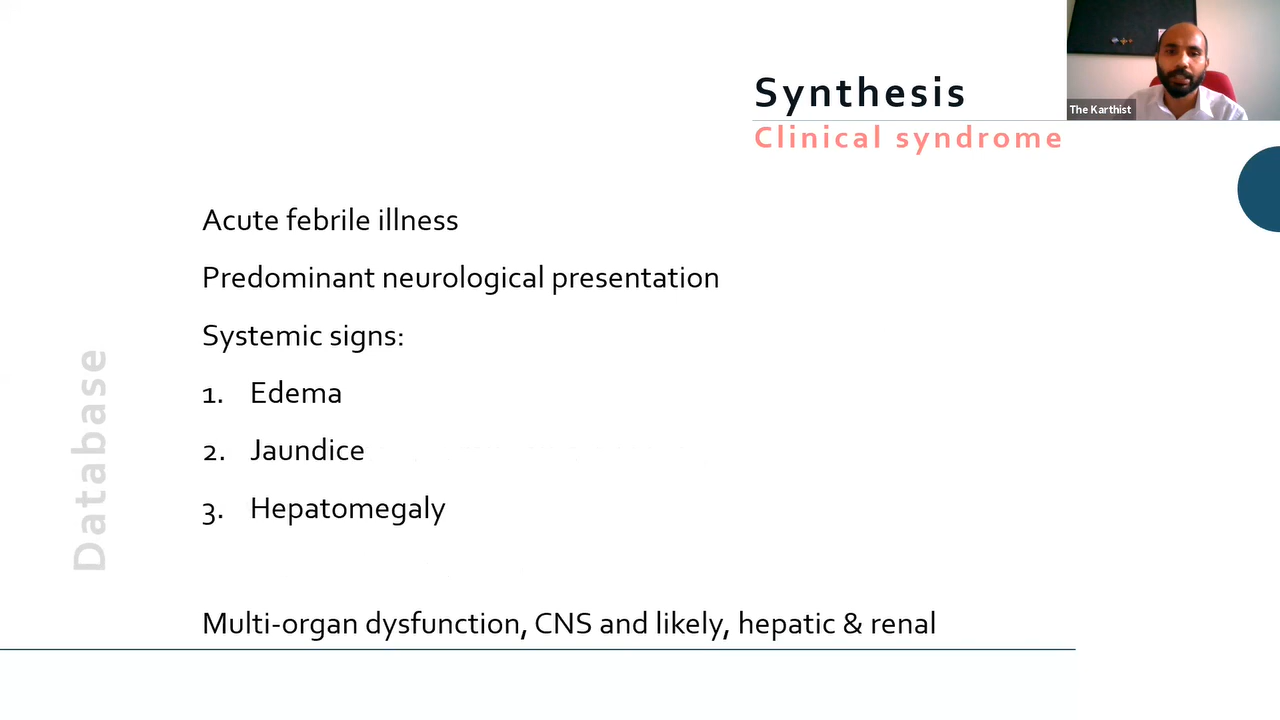 Synthesis
The Karthist
Clinical syndrome
Acute febrile illness
Predominant neurological presentation
Systemic signs:
1. Edema
2. Jaundice
3. Hepatomegaly
Database
Multi-organ dysfunction, CNS and likely, hepatic & renal